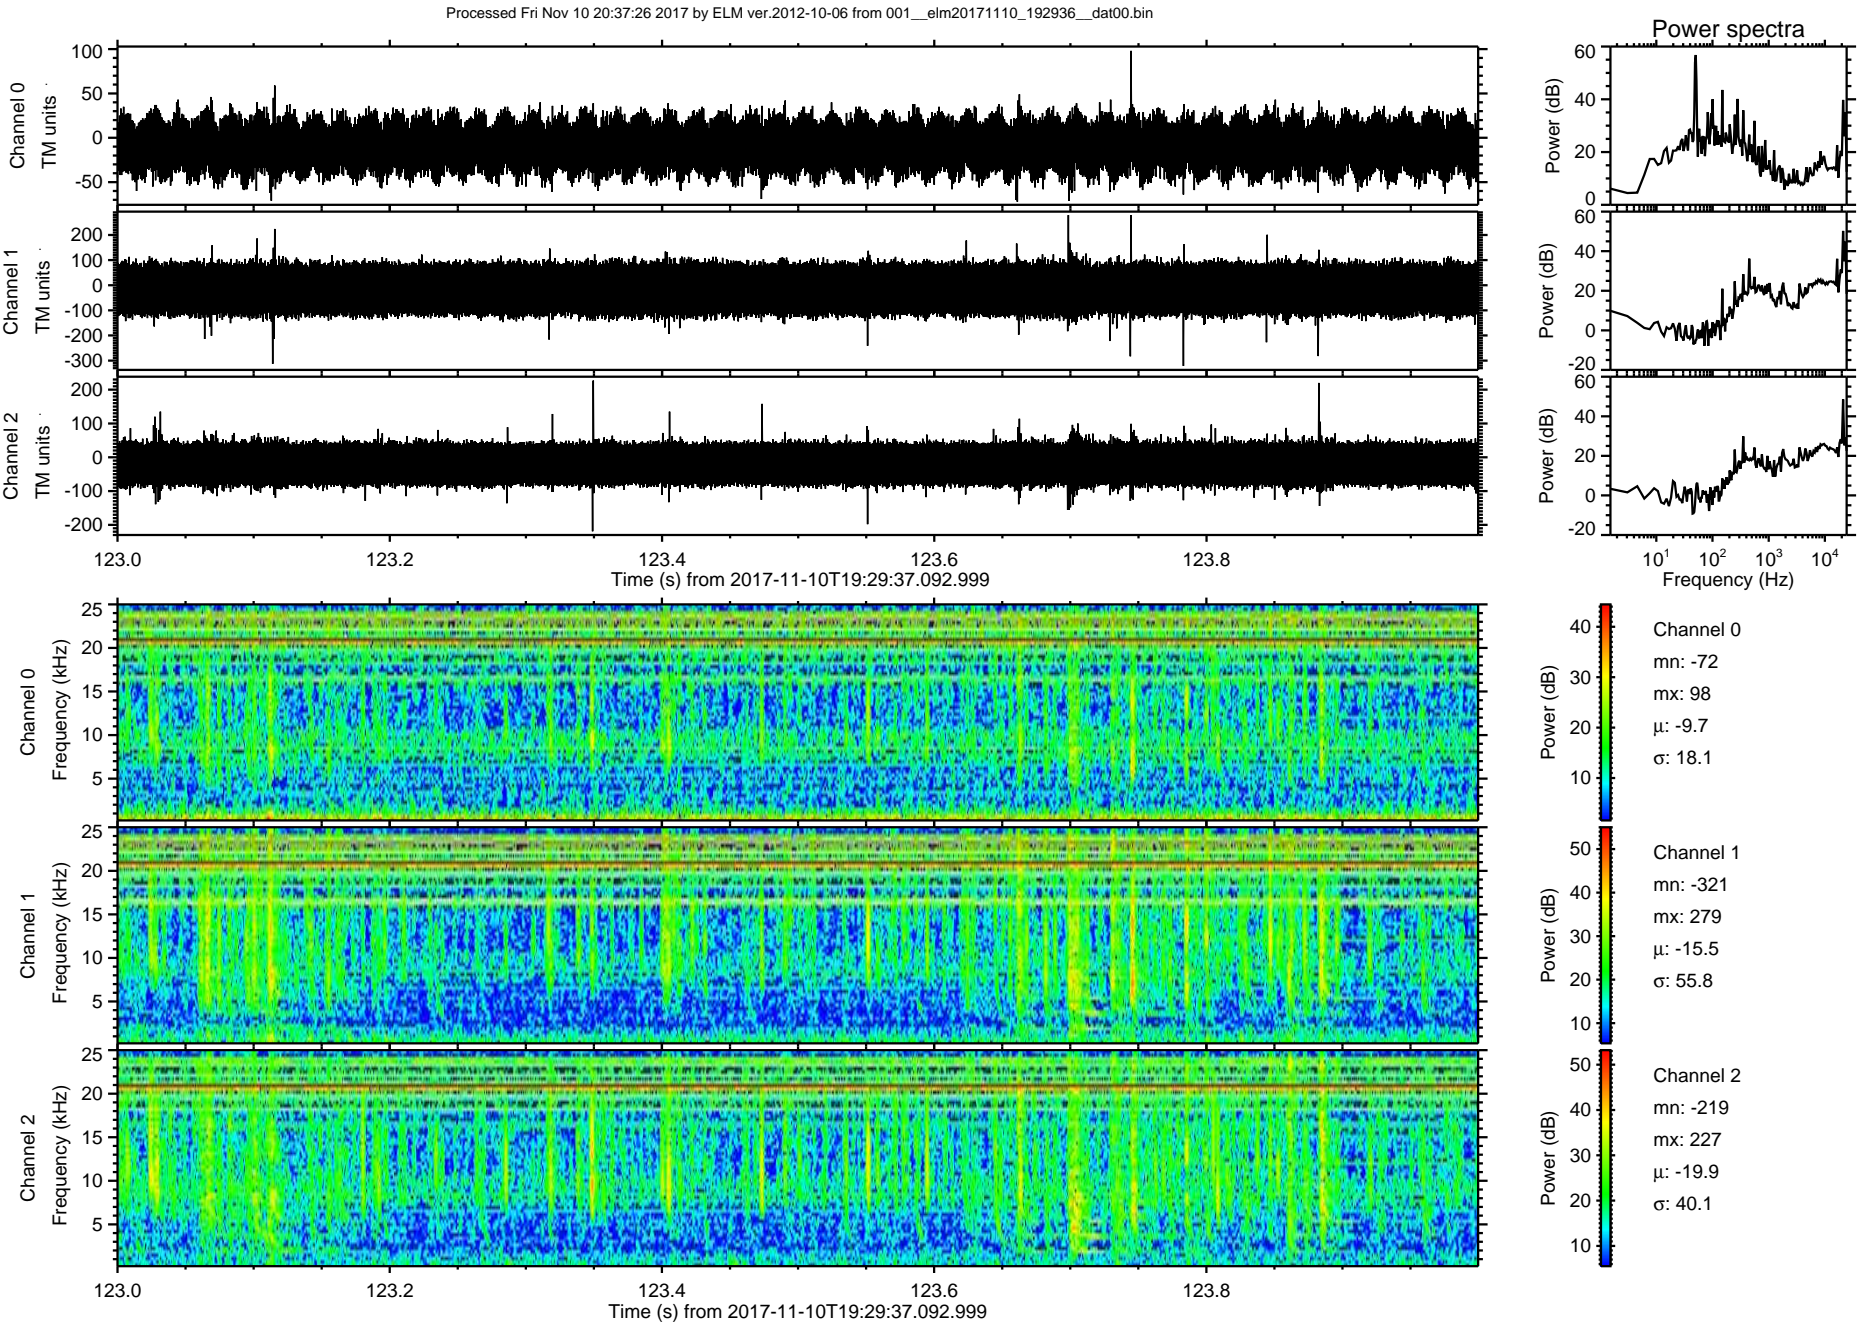 Processed Fri Nov 10 20:37:26 2017 by ELM ver.2012-10-06 from 001__elm20171110_192936__dat00.bin
Power spectra
Channel 0
TM units
100
50
0
-50
Power (dB)
60
40
20
0
Channel 1
TM units
200
100
0
-100
-200
-300
Power (dB)
60
40
20
0
-20
Channel 2
TM units
200
100
0
-100
-200
Power (dB)
60
40
20
0
-20
123.0 123.2 123.4 123.6 123.8
Time (s) from 2017-11-10T19:29:37.092.999
10¹ 10² 10³ 10⁴
Frequency (Hz)
Channel 0
Frequency (kHz)
25
20
15
10
5
Power (dB)
40
30
20
10
Channel 0
mn: -72
mx: 98
μ: -9.7
σ: 18.1
Channel 1
Frequency (kHz)
25
20
15
10
5
Power (dB)
50
40
30
20
10
Channel 1
mn: -321
mx: 279
μ: -15.5
σ: 55.8
Channel 2
Frequency (kHz)
25
20
15
10
5
Power (dB)
50
40
30
20
10
Channel 2
mn: -219
mx: 227
μ: -19.9
σ: 40.1
123.0 123.2 123.4 123.6 123.8
Time (s) from 2017-11-10T19:29:37.092.999